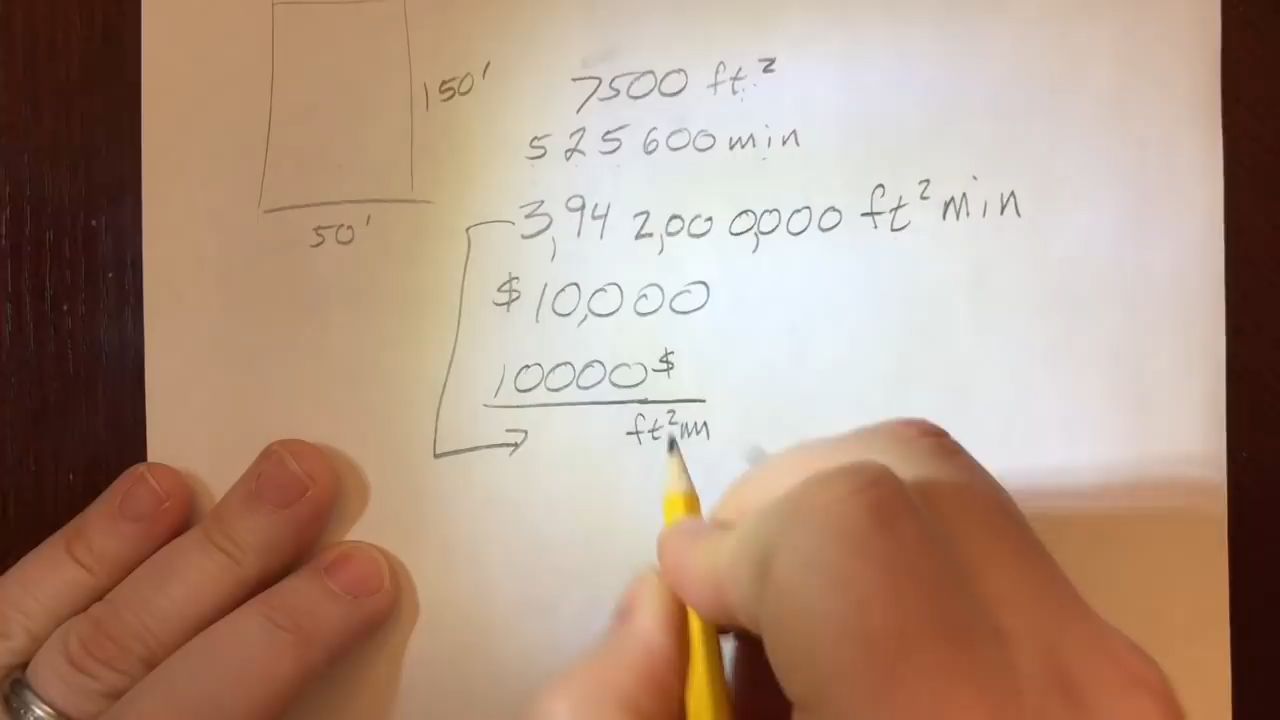 150'
50'
7500 ft²
525600 min
3,942,000,000 ft² min
$10,000
10000$
ft² min